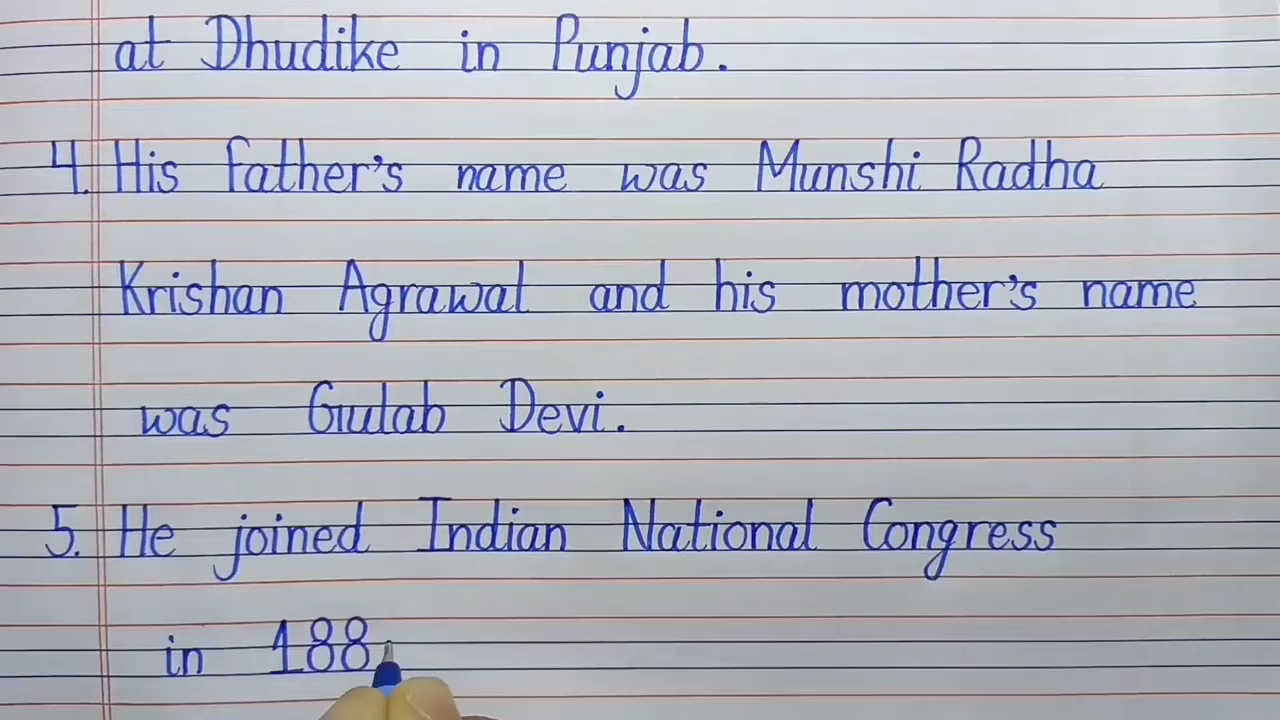 at Dhudike in Punjab.
4. His father's name was Munshi Radha
Krishan Agrawal and his mother's name
was Gulab Devi.
5. He joined Indian National Congress
in 188